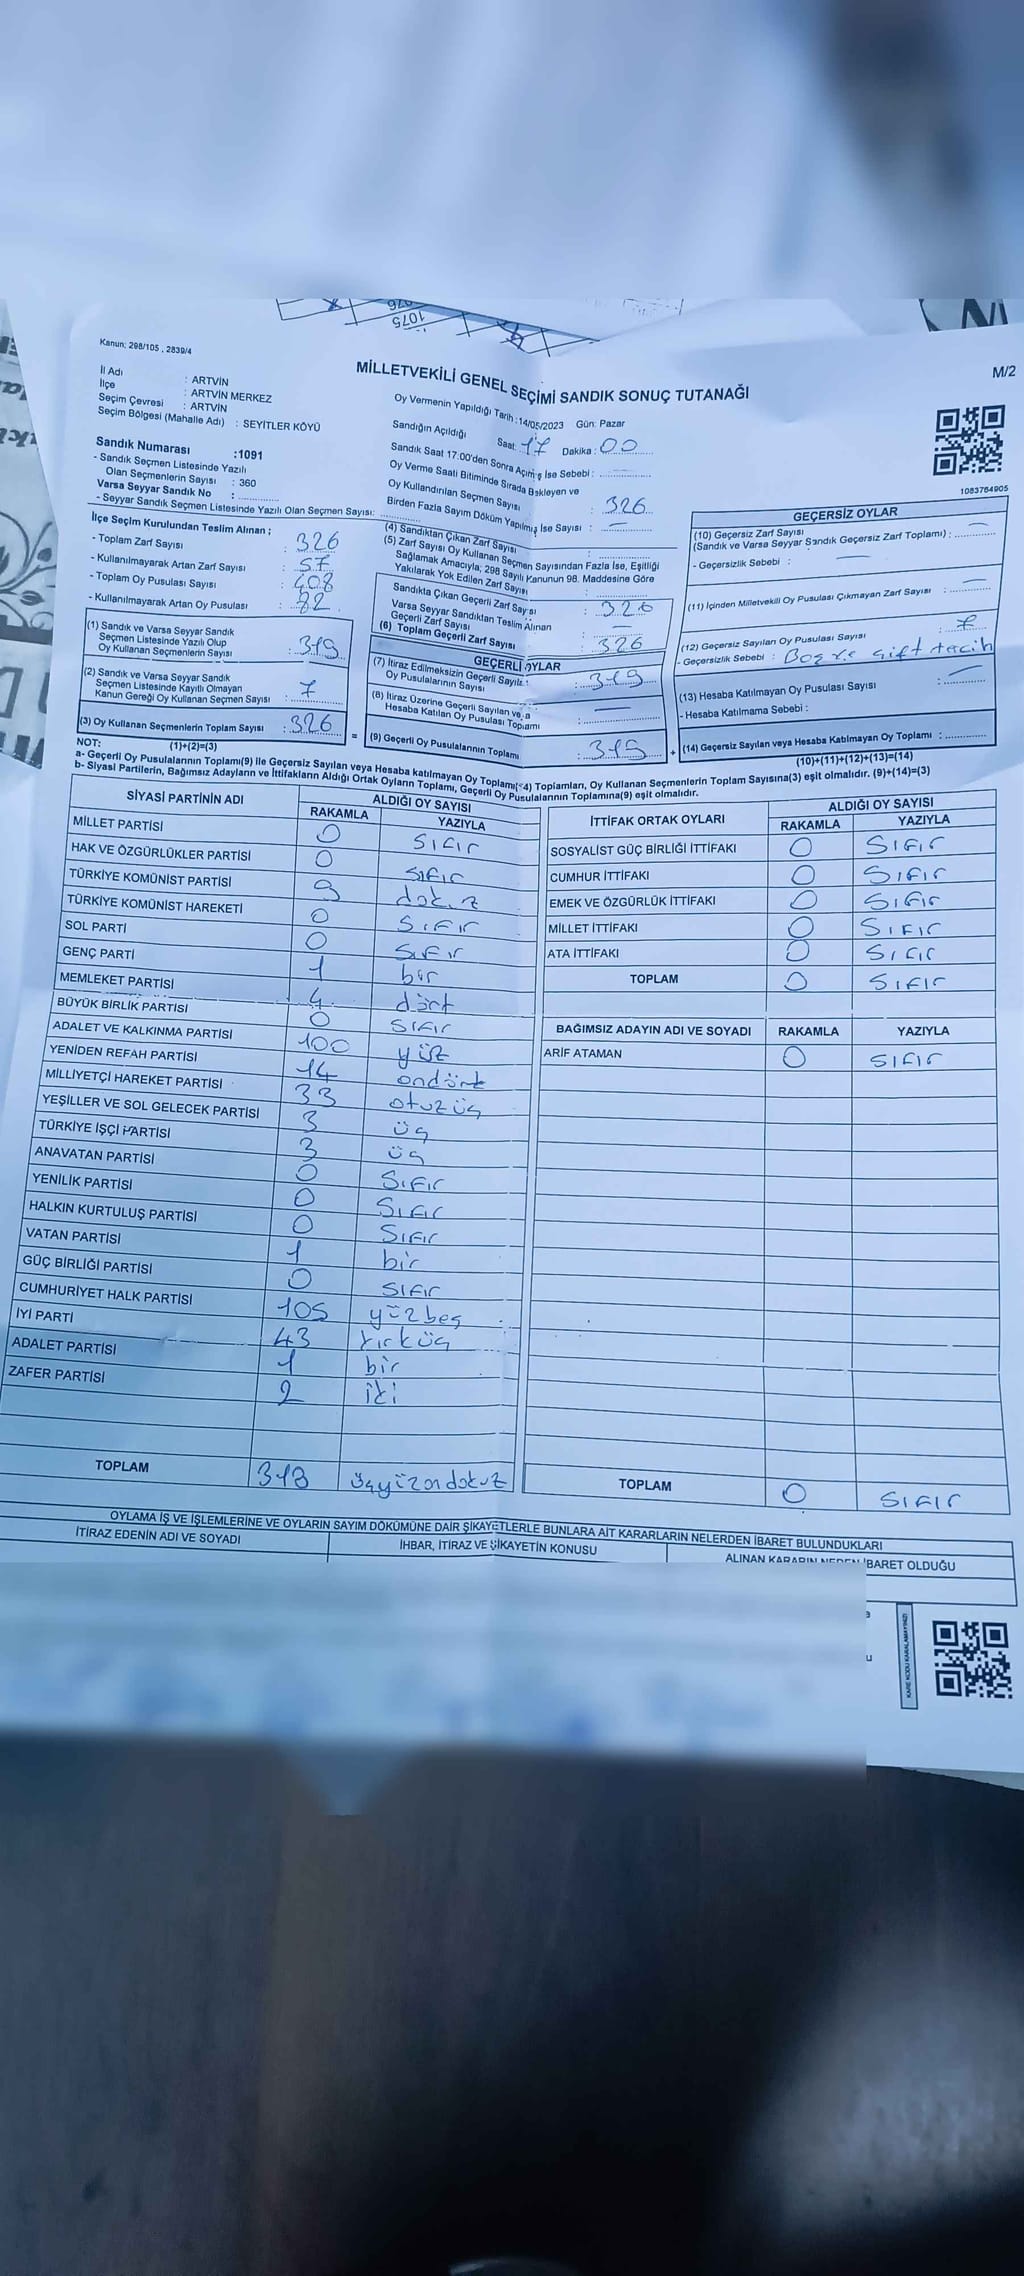 1075
Kanun: 298/105 , 2839/4
MİLLETVEKİLİ GENEL SEÇİMİ SANDIK SONUÇ TUTANAĞI
M/2
İl Adı : ARTVİN
İlçe : ARTVİN MERKEZ
Seçim Çevresi : ARTVİN
Seçim Bölgesi (Mahalle Adı) : SEYİTLER KÖYÜ
Sandık Numarası :1091
- Sandık Seçmen Listesinde Yazılı
Olan Seçmenlerin Sayısı : 360
Varsa Seyyar Sandık No :
- Seyyar Sandık Seçmen Listesinde Yazılı Olan Seçmen Sayısı:
Oy Vermenin Yapıldığı Tarih :14/05/2023 Gün: Pazar
Sandığın Açıldığı Saat: 17 Dakika : 00
Sandık Saat 17:00'den Sonra Açılmış İse Sebebi :
Oy Verme Saati Bitiminde Sırada Bekleyen ve
Oy Kullandırılan Seçmen Sayısı : 326
Birden Fazla Sayım Döküm Yapılmış İse Sayısı : —
1083764905
İlçe Seçim Kurulundan Teslim Alınan ;
- Toplam Zarf Sayısı : 326
- Kullanılmayarak Artan Zarf Sayısı : 57
- Toplam Oy Pusulası Sayısı : 408
- Kullanılmayarak Artan Oy Pusulası : 82
(1) Sandık ve Varsa Seyyar Sandık
Seçmen Listesinde Yazılı Olup
Oy Kullanan Seçmenlerin Sayısı : 319
(2) Sandık ve Varsa Seyyar Sandık
Seçmen Listesinde Kayıtlı Olmayan
Kanun Gereği Oy Kullanan Seçmen Sayısı : 7
(3) Oy Kullanan Seçmenlerin Toplam Sayısı : 326
(1)+(2)=(3)
(4) Sandıktan Çıkan Zarf Sayısı :
(5) Zarf Sayısı Oy Kullanan Seçmen Sayısından Fazla İse, Eşitliği
Sağlamak Amacıyla; 298 Sayılı Kanunun 98. Maddesine Göre
Yakılarak Yok Edilen Zarf Sayısı :
Sandıkta Çıkan Geçerli Zarf Sayısı : 326
Varsa Seyyar Sandıktan Teslim Alınan
Geçerli Zarf Sayısı : —
(6) Toplam Geçerli Zarf Sayısı : 326
GEÇERLİ OYLAR
(7) İtiraz Edilmeksizin Geçerli Sayılan
Oy Pusulalarının Sayısı : 319
(8) İtiraz Üzerine Geçerli Sayılan ve
Hesaba Katılan Oy Pusulası Toplamı : —
= (9) Geçerli Oy Pusulalarının Toplamı : 319 +
GEÇERSİZ OYLAR
(10) Geçersiz Zarf Sayısı
(Sandık ve Varsa Seyyar Sandık Geçersiz Zarf Toplamı) : —
- Geçersizlik Sebebi : —
(11) İçinden Milletvekili Oy Pusulası Çıkmayan Zarf Sayısı : —
(12) Geçersiz Sayılan Oy Pusulası Sayısı : 7
- Geçersizlik Sebebi : Boş ve çift tercih
(13) Hesaba Katılmayan Oy Pusulası Sayısı : —
- Hesaba Katılmama Sebebi :
(14) Geçersiz Sayılan veya Hesaba Katılmayan Oy Toplamı :
(10)+(11)+(12)+(13)=(14)
NOT:
a- Geçerli Oy Pusulalarının Toplamı(9) ile Geçersiz Sayılan veya Hesaba katılmayan Oy Toplamı(14) Toplamları, Oy Kullanan Seçmenlerin Toplam Sayısına(3) eşit olmalıdır. (9)+(14)=(3)
b- Siyasi Partilerin, Bağımsız Adayların ve İttifakların Aldığı Ortak Oyların Toplamı, Geçerli Oy Pusulalarının Toplamına(9) eşit olmalıdır.
SİYASİ PARTİNİN ADI ALDIĞI OY SAYISI
RAKAMLA YAZIYLA
MİLLET PARTİSİ 0 sıfır
HAK VE ÖZGÜRLÜKLER PARTİSİ 0 sıfır
TÜRKİYE KOMÜNİST PARTİSİ 9 dokuz
TÜRKİYE KOMÜNİST HAREKETİ 0 sıfır
SOL PARTİ 0 sıfır
GENÇ PARTİ 1 bir
MEMLEKET PARTİSİ 4 dört
BÜYÜK BİRLİK PARTİSİ 0 sıfır
ADALET VE KALKINMA PARTİSİ 100 yüz
YENİDEN REFAH PARTİSİ 14 ondört
MİLLİYETÇİ HAREKET PARTİSİ 33 otuzüç
YEŞİLLER VE SOL GELECEK PARTİSİ 3 üç
TÜRKİYE İŞÇİ PARTİSİ 3 üç
ANAVATAN PARTİSİ 0 sıfır
YENİLİK PARTİSİ 0 sıfır
HALKIN KURTULUŞ PARTİSİ 0 sıfır
VATAN PARTİSİ 1 bir
GÜÇ BİRLİĞİ PARTİSİ 0 sıfır
CUMHURİYET HALK PARTİSİ 105 yüzbeş
İYİ PARTİ 43 kırküç
ADALET PARTİSİ 1 bir
ZAFER PARTİSİ 2 iki
TOPLAM 319 üçyüzondokuz
İTTİFAK ORTAK OYLARI ALDIĞI OY SAYISI
RAKAMLA YAZIYLA
SOSYALİST GÜÇ BİRLİĞİ İTTİFAKI 0 sıfır
CUMHUR İTTİFAKI 0 sıfır
EMEK VE ÖZGÜRLÜK İTTİFAKI 0 sıfır
MİLLET İTTİFAKI 0 sıfır
ATA İTTİFAKI 0 sıfır
TOPLAM 0 sıfır
BAĞIMSIZ ADAYIN ADI VE SOYADI RAKAMLA YAZIYLA
ARİF ATAMAN 0 sıfır
TOPLAM 0 sıfır
OYLAMA İŞ VE İŞLEMLERİNE VE OYLARIN SAYIM DÖKÜMÜNE DAİR ŞİKAYETLERLE BUNLARA AİT KARARLARIN NELERDEN İBARET BULUNDUKLARI
İTİRAZ EDENİN ADI VE SOYADI İHBAR, İTİRAZ VE ŞİKAYETİN KONUSU ALINAN KARARIN NEDEN İBARET OLDUĞU
KARE KODU KARALAMAYINIZ!